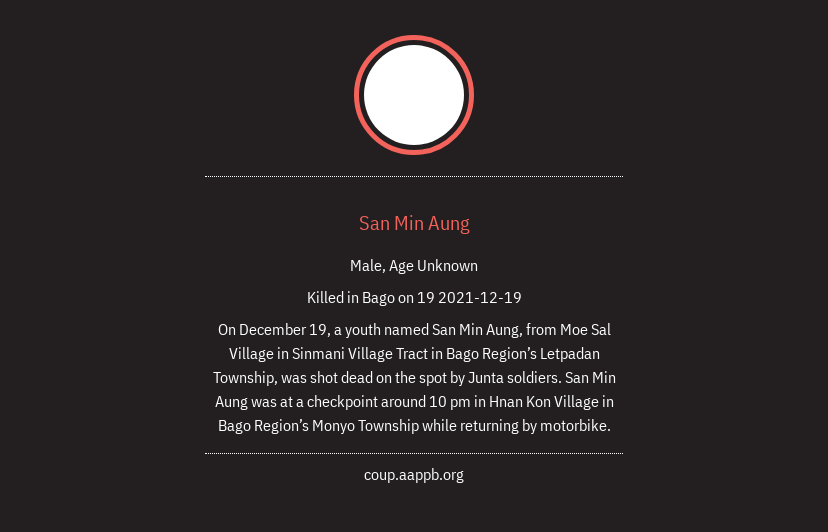 San Min Aung
Male, Age Unknown
Killed in Bago on 19 2021-12-19
On December 19, a youth named San Min Aung, from Moe Sal
Village in Sinmani Village Tract in Bago Region’s Letpadan
Township, was shot dead on the spot by Junta soldiers. San Min
Aung was at a checkpoint around 10 pm in Hnan Kon Village in
Bago Region’s Monyo Township while returning by motorbike.
coup.aappb.org